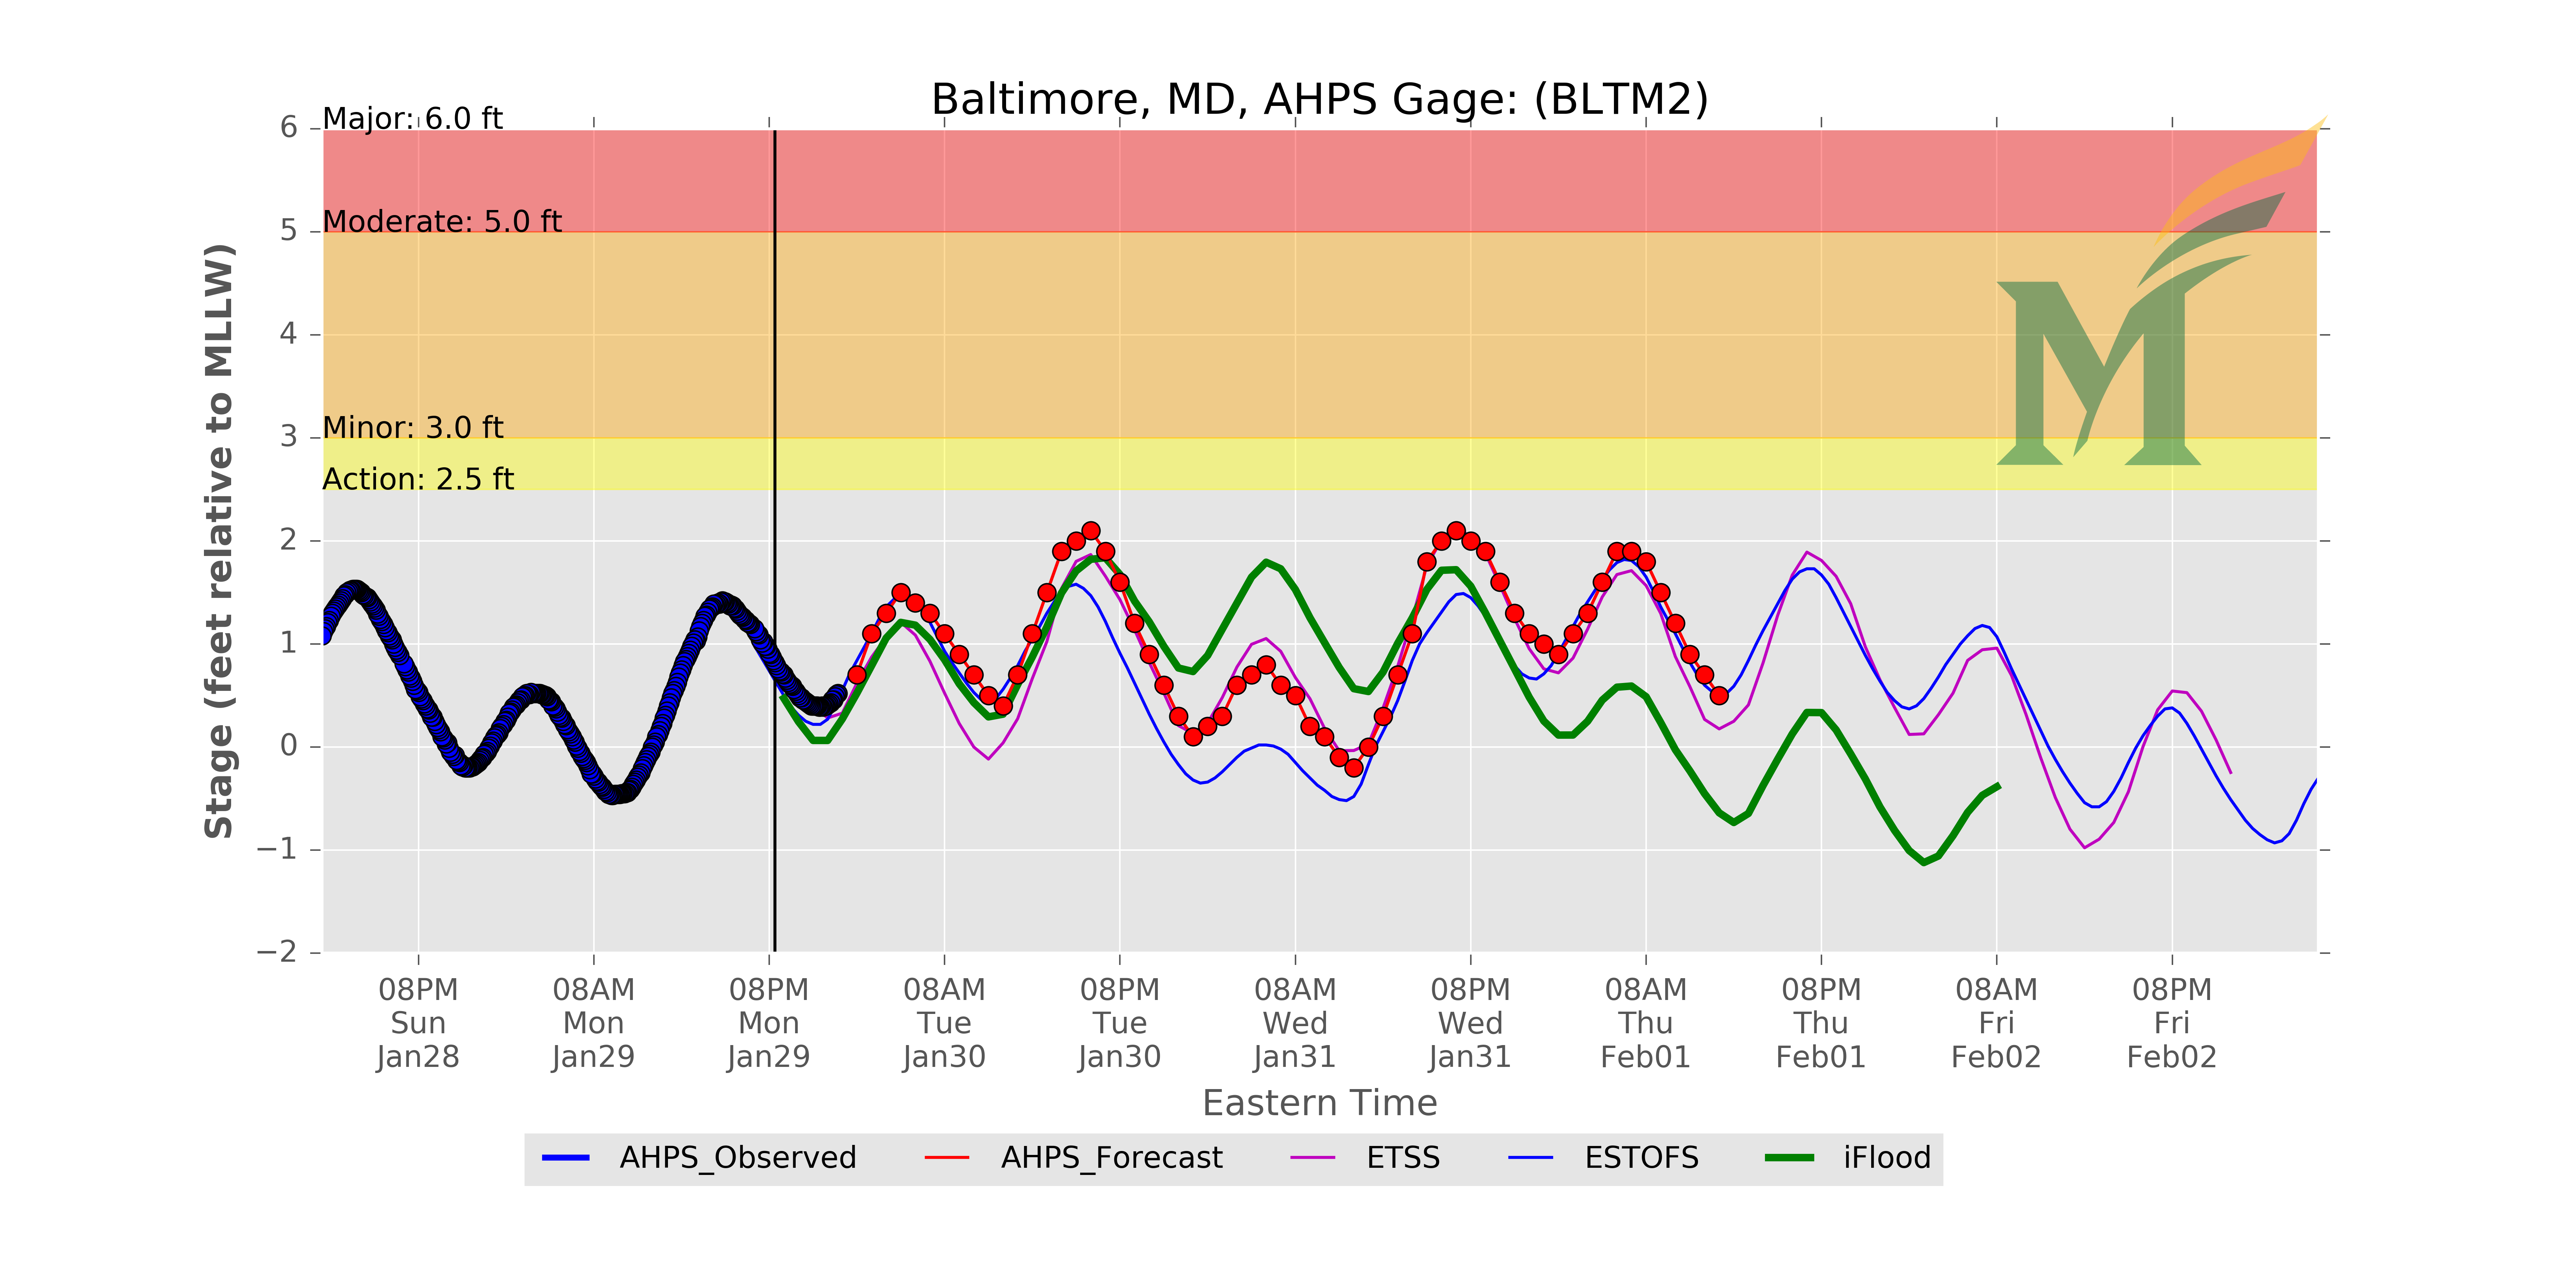 Baltimore, MD, AHPS Gage: (BLTM2)
Major: 6.0 ft
Moderate: 5.0 ft
Minor: 3.0 ft
Action: 2.5 ft
6
5
4
3
2
1
0
−1
−2
Stage (feet relative to MLLW)
08PM
Sun
Jan28
08AM
Mon
Jan29
08PM
Mon
Jan29
08AM
Tue
Jan30
08PM
Tue
Jan30
08AM
Wed
Jan31
08PM
Wed
Jan31
08AM
Thu
Feb01
08PM
Thu
Feb01
08AM
Fri
Feb02
08PM
Fri
Feb02
Eastern Time
AHPS_Observed
AHPS_Forecast
ETSS
ESTOFS
iFlood
M